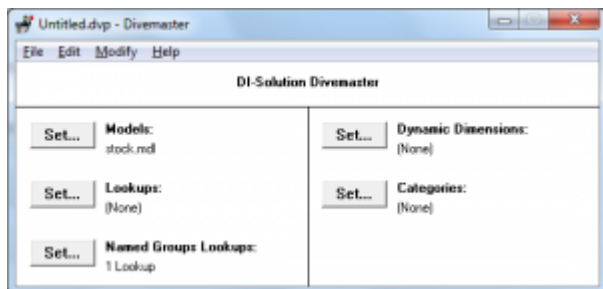 Untitled.dvp - Divemaster
File Edit Modify Help
DI-Solution Divemaster
Set... Models:
stock.mdl
Set... Lookups:
(None)
Set... Named Groups Lookups:
1 Lookup
Set... Dynamic Dimensions:
(None)
Set... Categories:
(None)